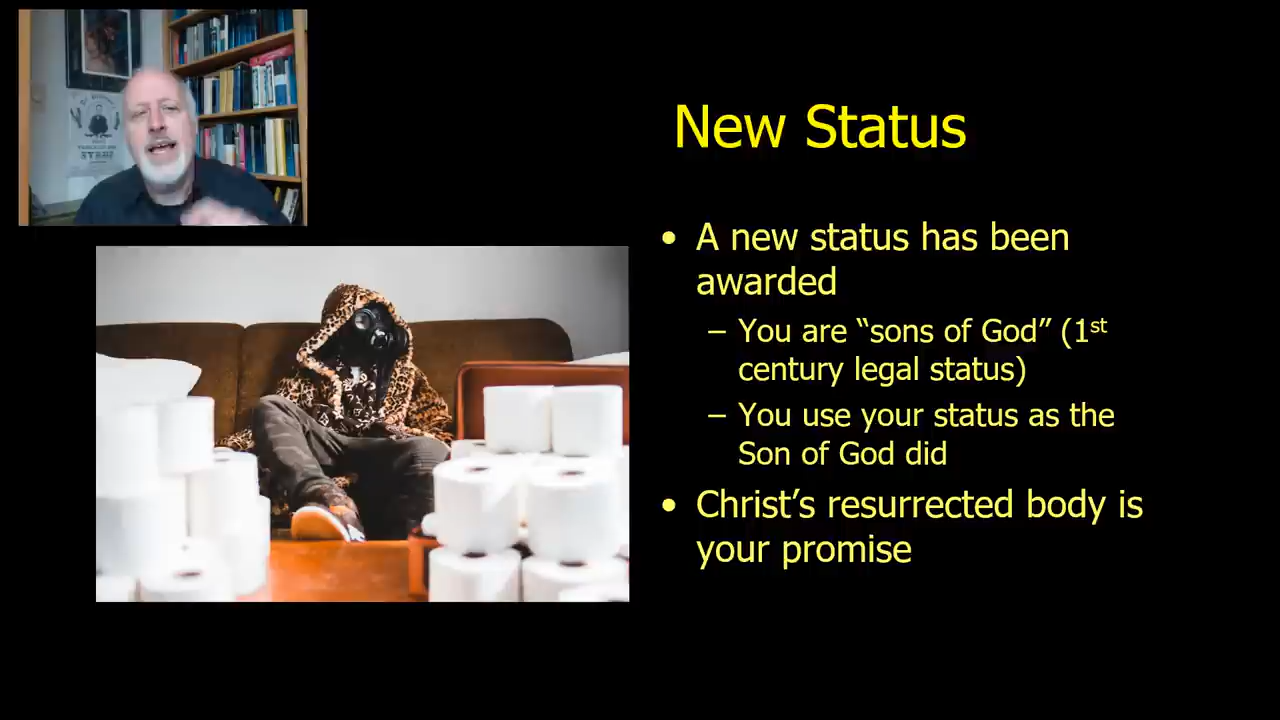 New Status
• A new status has been
awarded
– You are “sons of God” (1st
century legal status)
– You use your status as the
Son of God did
• Christ’s resurrected body is
your promise